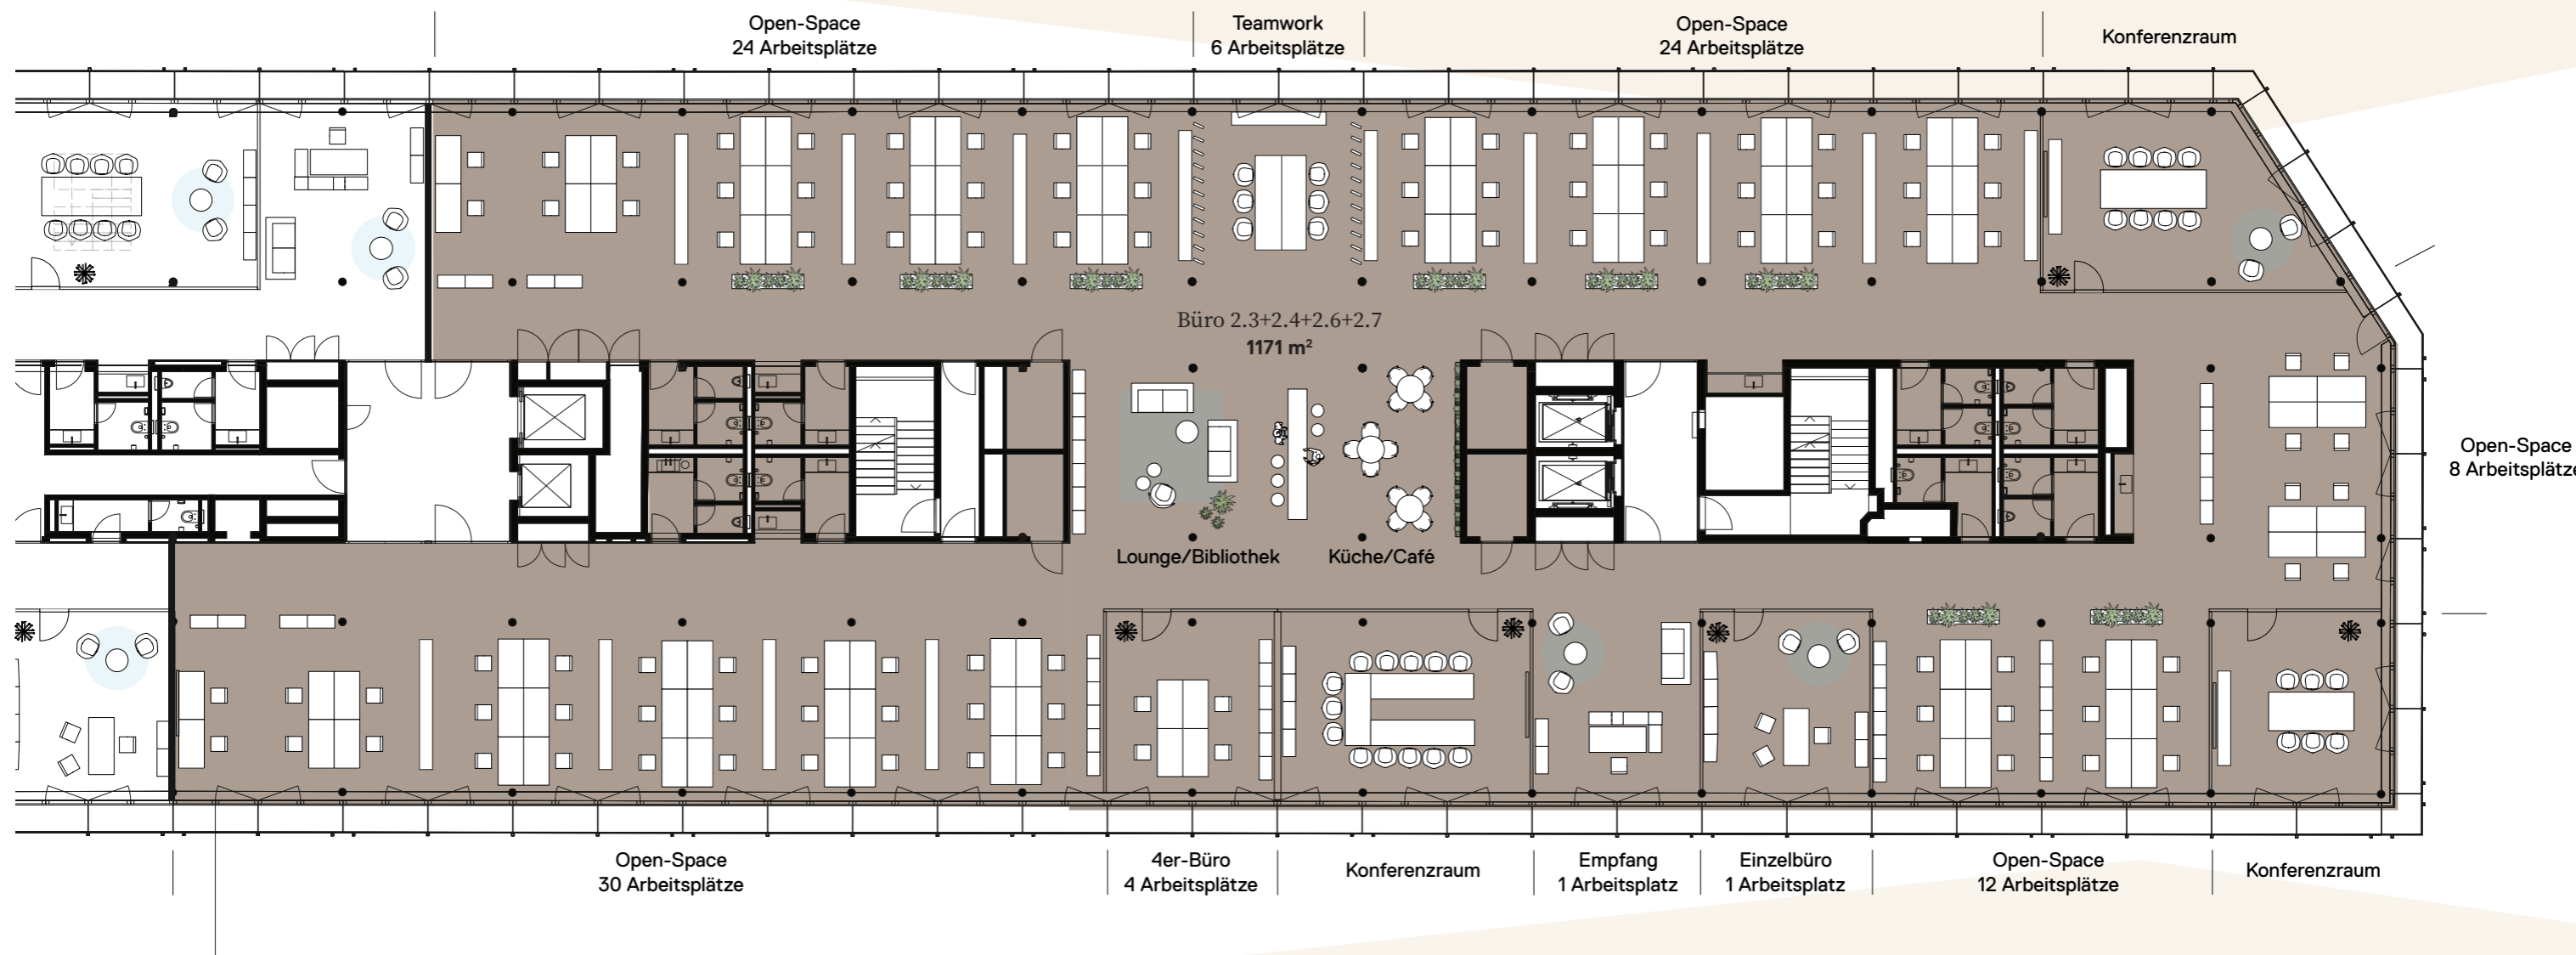 Open-Space
24 Arbeitsplätze
Teamwork
6 Arbeitsplätze
Open-Space
24 Arbeitsplätze
Konferenzraum
Büro 2.3+2.4+2.6+2.7
1171 m²
Open-Space
8 Arbeitsplätze
Lounge/Bibliothek
Küche/Café
Open-Space
30 Arbeitsplätze
4er-Büro
4 Arbeitsplätze
Konferenzraum
Empfang
1 Arbeitsplatz
Einzelbüro
1 Arbeitsplatz
Open-Space
12 Arbeitsplätze
Konferenzraum